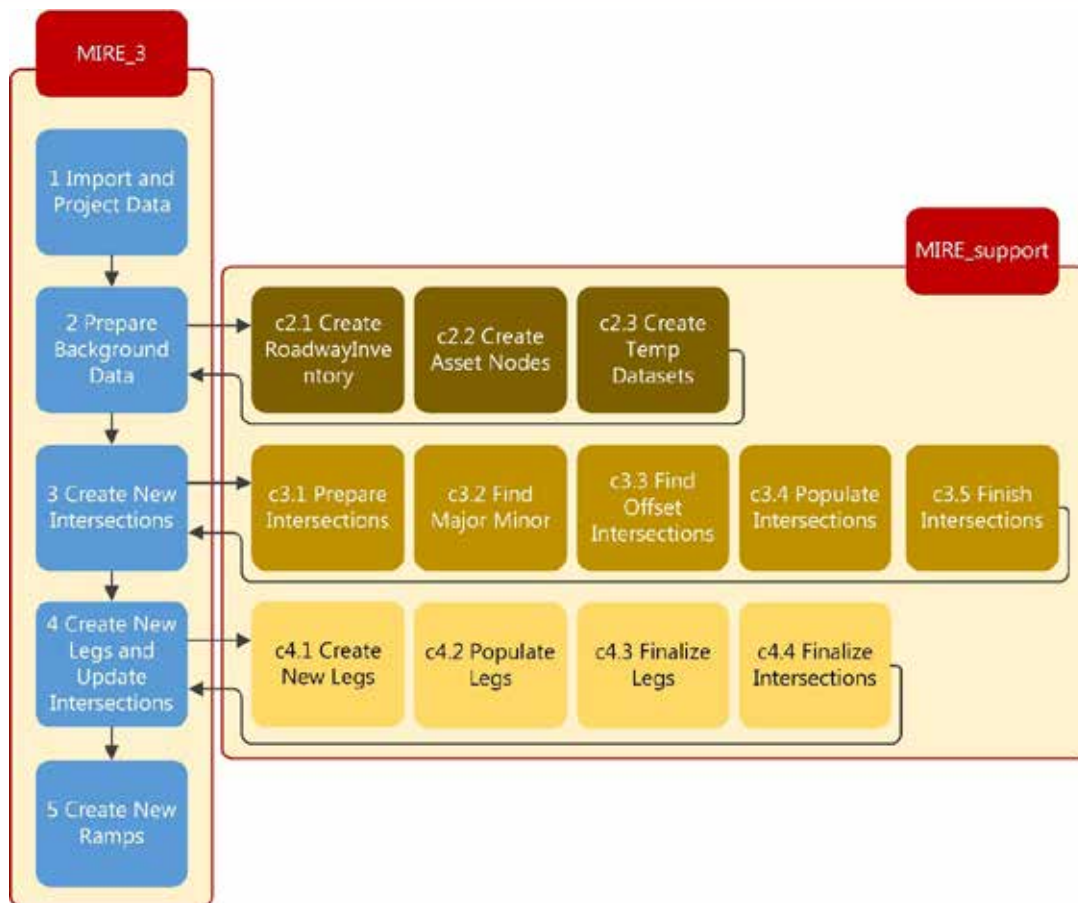 MIRE_3
1 Import and
Project Data
MIRE_support
2 Prepare
Background
Data
c2.1 Create
RoadwayInve
ntory
c2.2 Create
Asset Nodes
c2.3 Create
Temp
Datasets
3 Create New
Intersections
c3.1 Prepare
Intersections
c3.2 Find
Major Minor
c3.3 Find
Offset
Intersections
c3.4 Populate
Intersections
c3.5 Finish
Intersections
4 Create New
Legs and
Update
Intersections
c4.1 Create
New Legs
c4.2 Populate
Legs
c4.3 Finalize
Legs
c4.4 Finalize
Intersections
5 Create New
Ramps